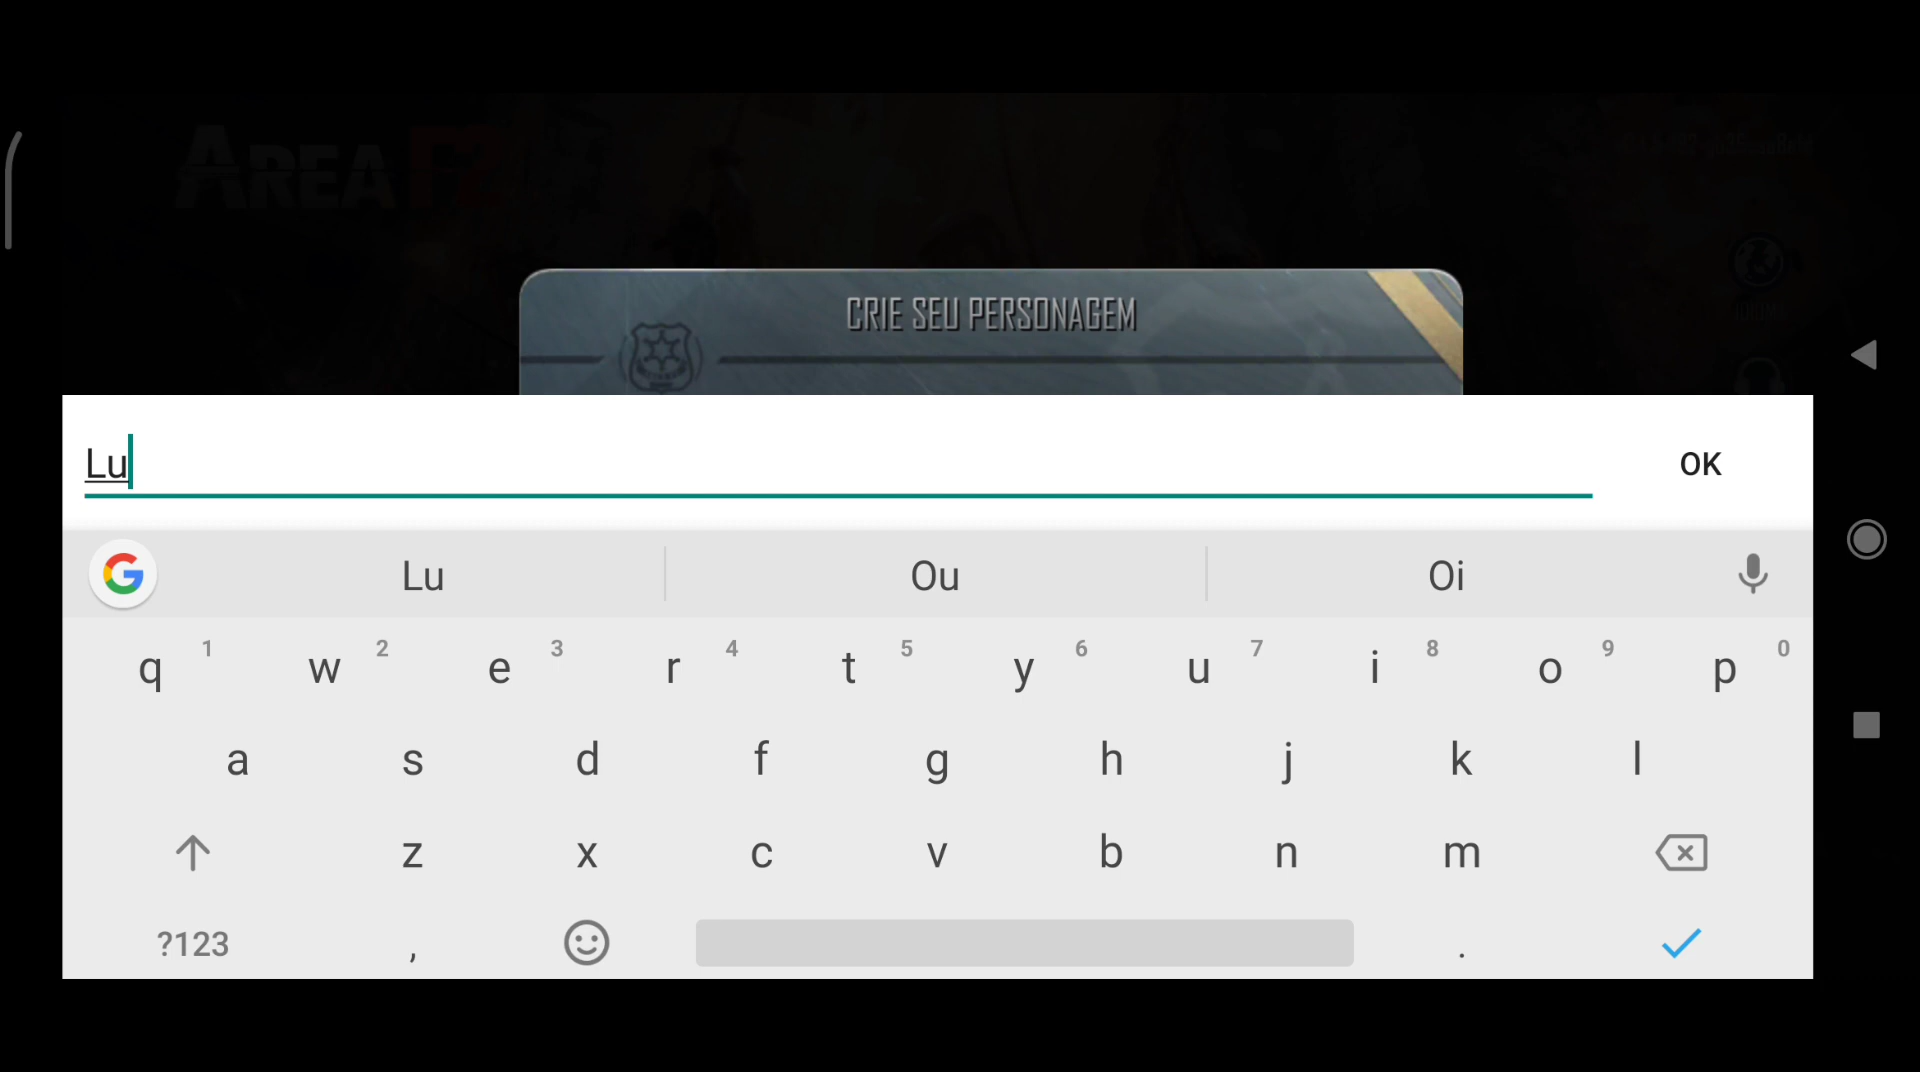 AREA F2
CRIE SEU PERSONAGEM
Lu
OK
G Lu Ou Oi
q 1 w 2 e 3 r 4 t 5 y 6 u 7 i 8 o 9 p 0
a s d f g h j k l
z x c v b n m
?123 , .